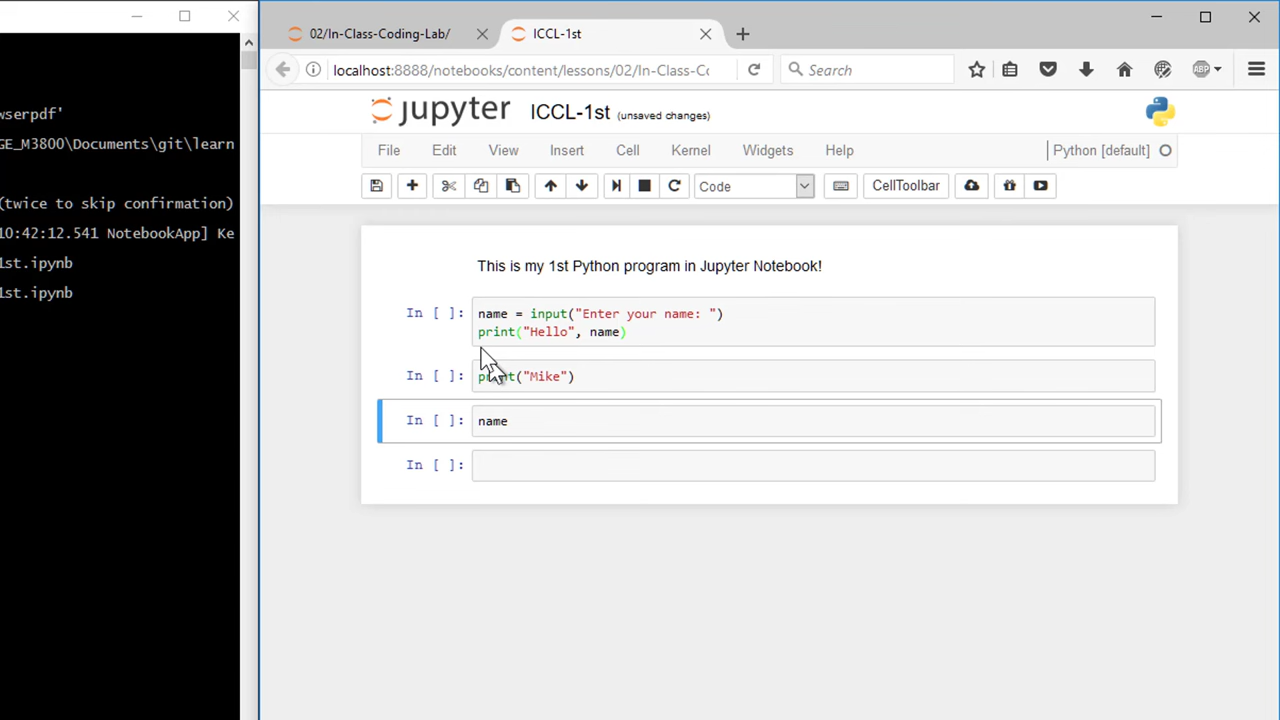 wserpdf'
GE_M3800\Documents\git\learn
(twice to skip confirmation)
10:42:12.541 NotebookApp] Ke
1st.ipynb
1st.ipynb
02/In-Class-Coding-Lab/
ICCL-1st
localhost:8888/notebooks/content/lessons/02/In-Class-Cc
Search
ABP
jupyter ICCL-1st (unsaved changes)
File Edit View Insert Cell Kernel Widgets Help Python [default]
Code CellToolbar
This is my 1st Python program in Jupyter Notebook!
In [ ]: name = input("Enter your name: ")
print("Hello", name)
In [ ]: print("Mike")
In [ ]: name
In [ ]: